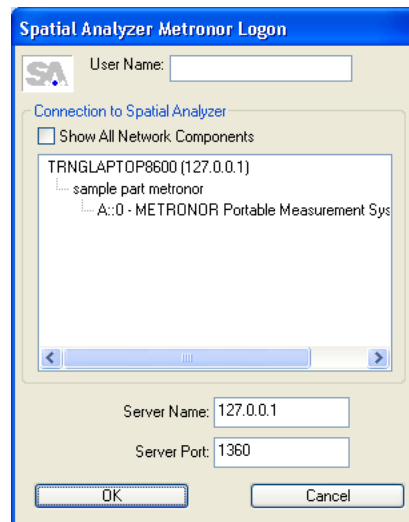 Spatial Analyzer Metronor Logon
SA
User Name:
Connection to Spatial Analyzer
Show All Network Components
TRNGLAPTOP8600 (127.0.0.1)
sample part metronor
A::0 - METRONOR Portable Measurement Sys
Server Name: 127.0.0.1
Server Port: 1360
OK Cancel